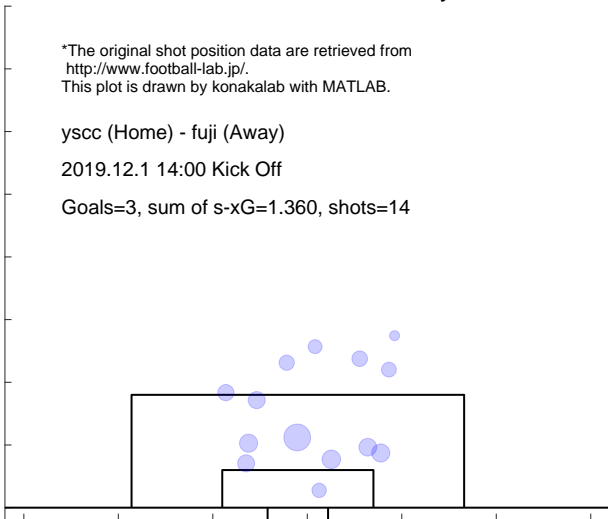 *The original shot position data are retrieved from
http://www.football-lab.jp/.
This plot is drawn by konakalab with MATLAB.
yscc (Home) - fuji (Away)
2019.12.1 14:00 Kick Off
Goals=3, sum of s-xG=1.360, shots=14